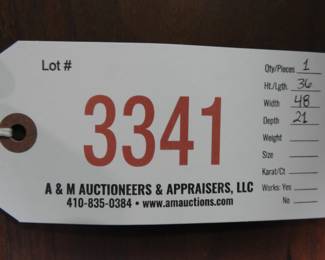 Lot #
3341
A & M AUCTIONEERS & APPRAISERS, LLC
410-835-0384 • www.amauctions.com
Qty/Pieces 1
Ht./Lgth 36
Width 48
Depth 21
Weight
Size
Karat/Ct
Works: Yes
No